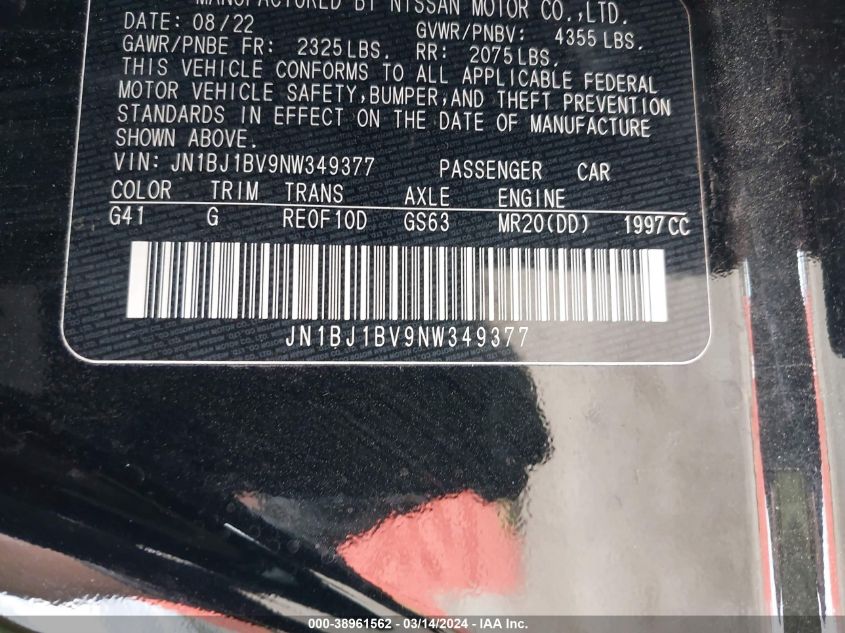 MANUFACTURED BY NISSAN MOTOR CO.,LTD.
DATE: 08/22 GVWR/PNBV: 4355 LBS.
GAWR/PNBE FR: 2325 LBS. RR: 2075 LBS.
THIS VEHICLE CONFORMS TO ALL APPLICABLE FEDERAL
MOTOR VEHICLE SAFETY,BUMPER,AND THEFT PREVENTION
STANDARDS IN EFFECT ON THE DATE OF MANUFACTURE
SHOWN ABOVE.
VIN: JN1BJ1BV9NW349377 PASSENGER CAR
COLOR TRIM TRANS AXLE ENGINE
G41 G RE0F10D GS63 MR20(DD) 1997CC
JN1BJ1BV9NW349377
000-38961562 - 03/14/2024 - IAA Inc.